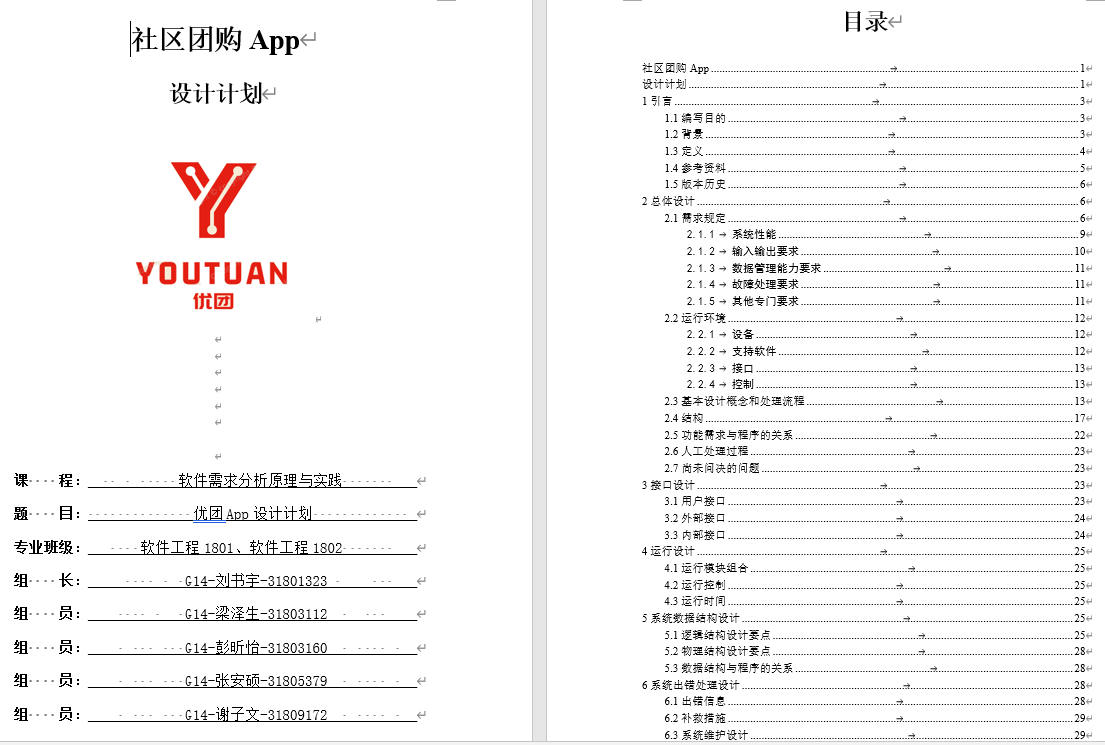 社区团购 App
设计计划
YOUTUAN
优团
课 程： 软件需求分析原理与实践
题 目： 优团 App 设计计划
专业班级： 软件工程 1801、软件工程 1802
组 长： G14-刘书宇-31801323
组 员： G14-梁泽生-31803112
组 员： G14-彭昕怡-31803160
组 员： G14-张安硕-31805379
组 员： G14-谢子文-31809172
目录
社区团购 App 1
设计计划 1
1 引言 3
1.1 编写目的 3
1.2 背景 3
1.3 定义 4
1.4 参考资料 5
1.5 版本历史 6
2 总体设计 6
2.1 需求规定 6
2.1.1 系统性能 9
2.1.2 输入输出要求 10
2.1.3 数据管理能力要求 11
2.1.4 故障处理要求 11
2.1.5 其他专门要求 11
2.2 运行环境 12
2.2.1 设备 12
2.2.2 支持软件 12
2.2.3 接口 13
2.2.4 控制 13
2.3 基本设计概念和处理流程 13
2.4 结构 17
2.5 功能需求与程序的关系 22
2.6 人工处理过程 23
2.7 尚未问决的问题 23
3 接口设计 23
3.1 用户接口 23
3.2 外部接口 24
3.3 内部接口 24
4 运行设计 25
4.1 运行模块组合 25
4.2 运行控制 25
4.3 运行时间 25
5 系统数据结构设计 25
5.1 逻辑结构设计要点 25
5.2 物理结构设计要点 28
5.3 数据结构与程序的关系 28
6 系统出错处理设计 28
6.1 出错信息 28
6.2 补救措施 29
6.3 系统维护设计 29